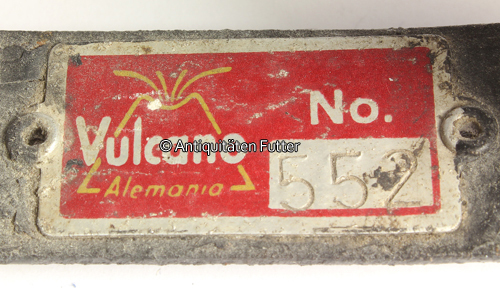 No.
Vulcano
© Antiquitäten Futter
552
Alemania